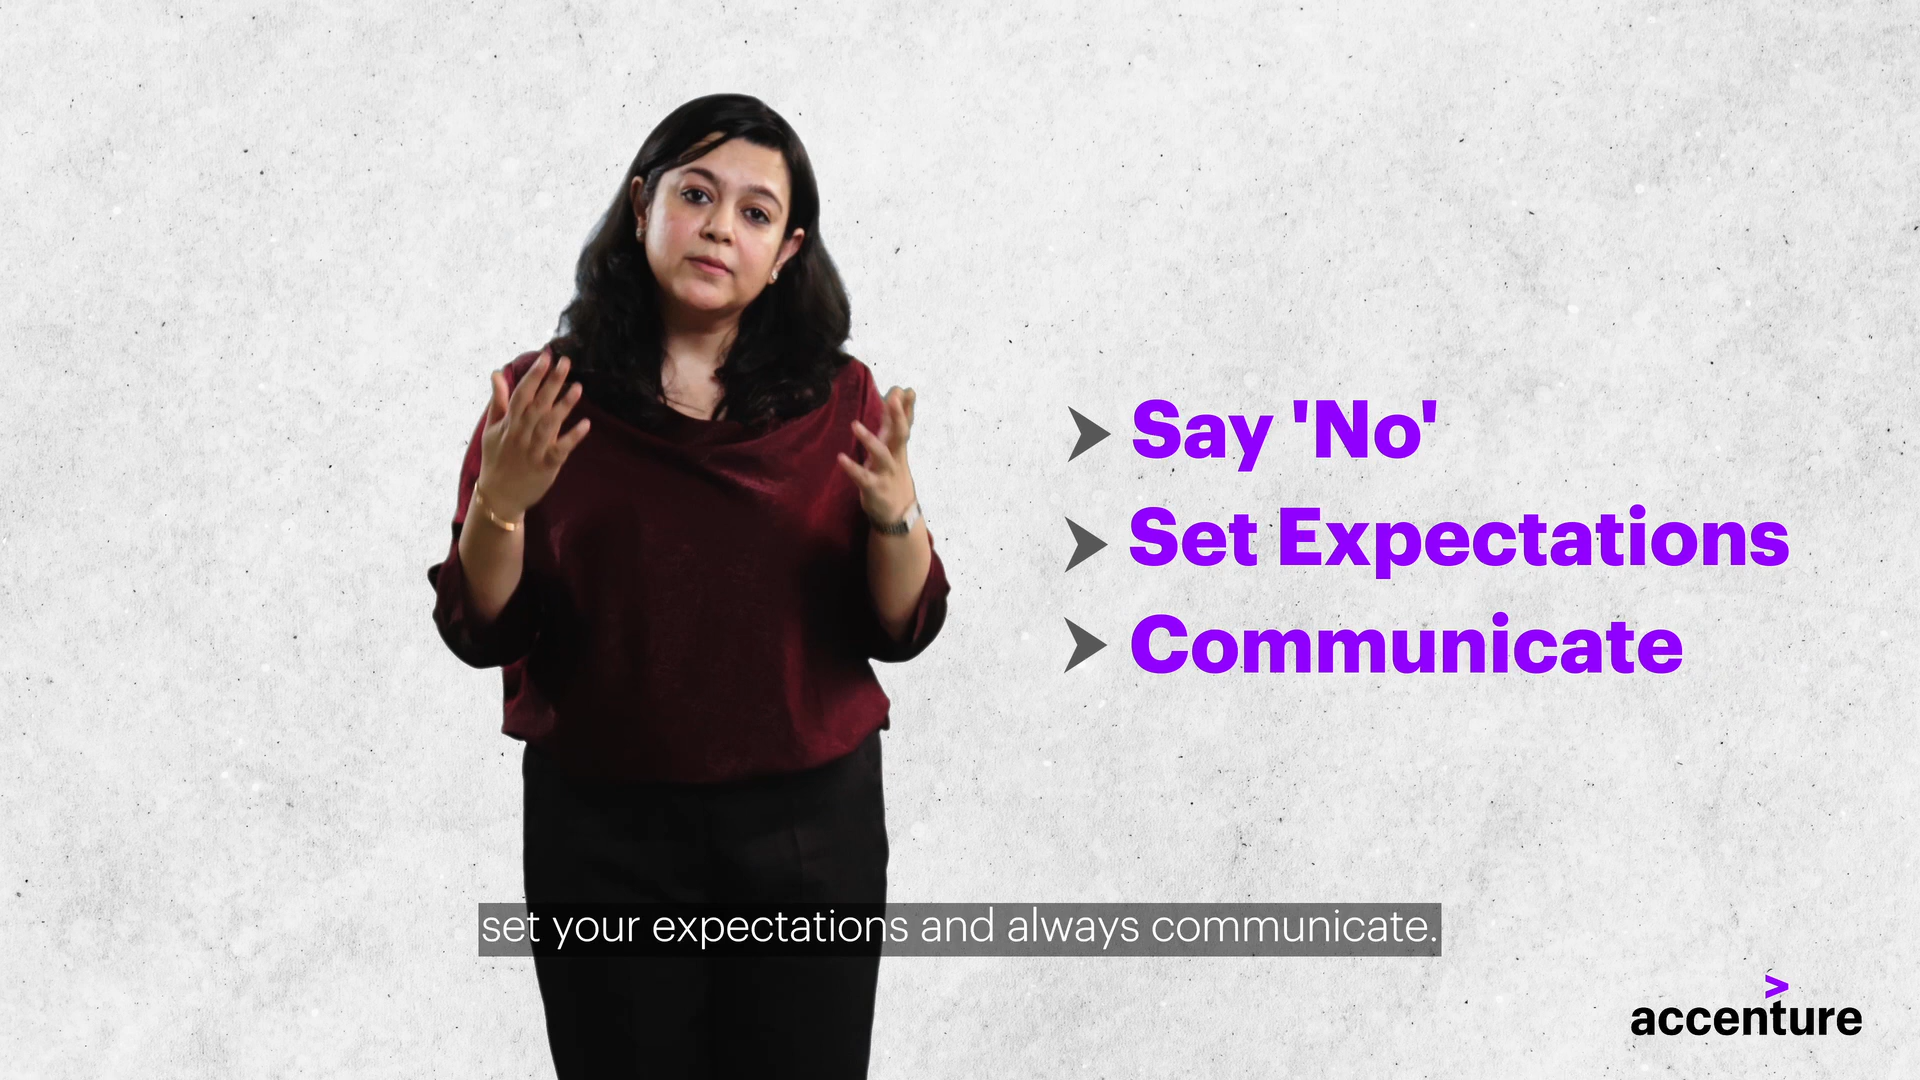 Say 'No'
Set Expectations
Communicate
set your expectations and always communicate.
>
accenture